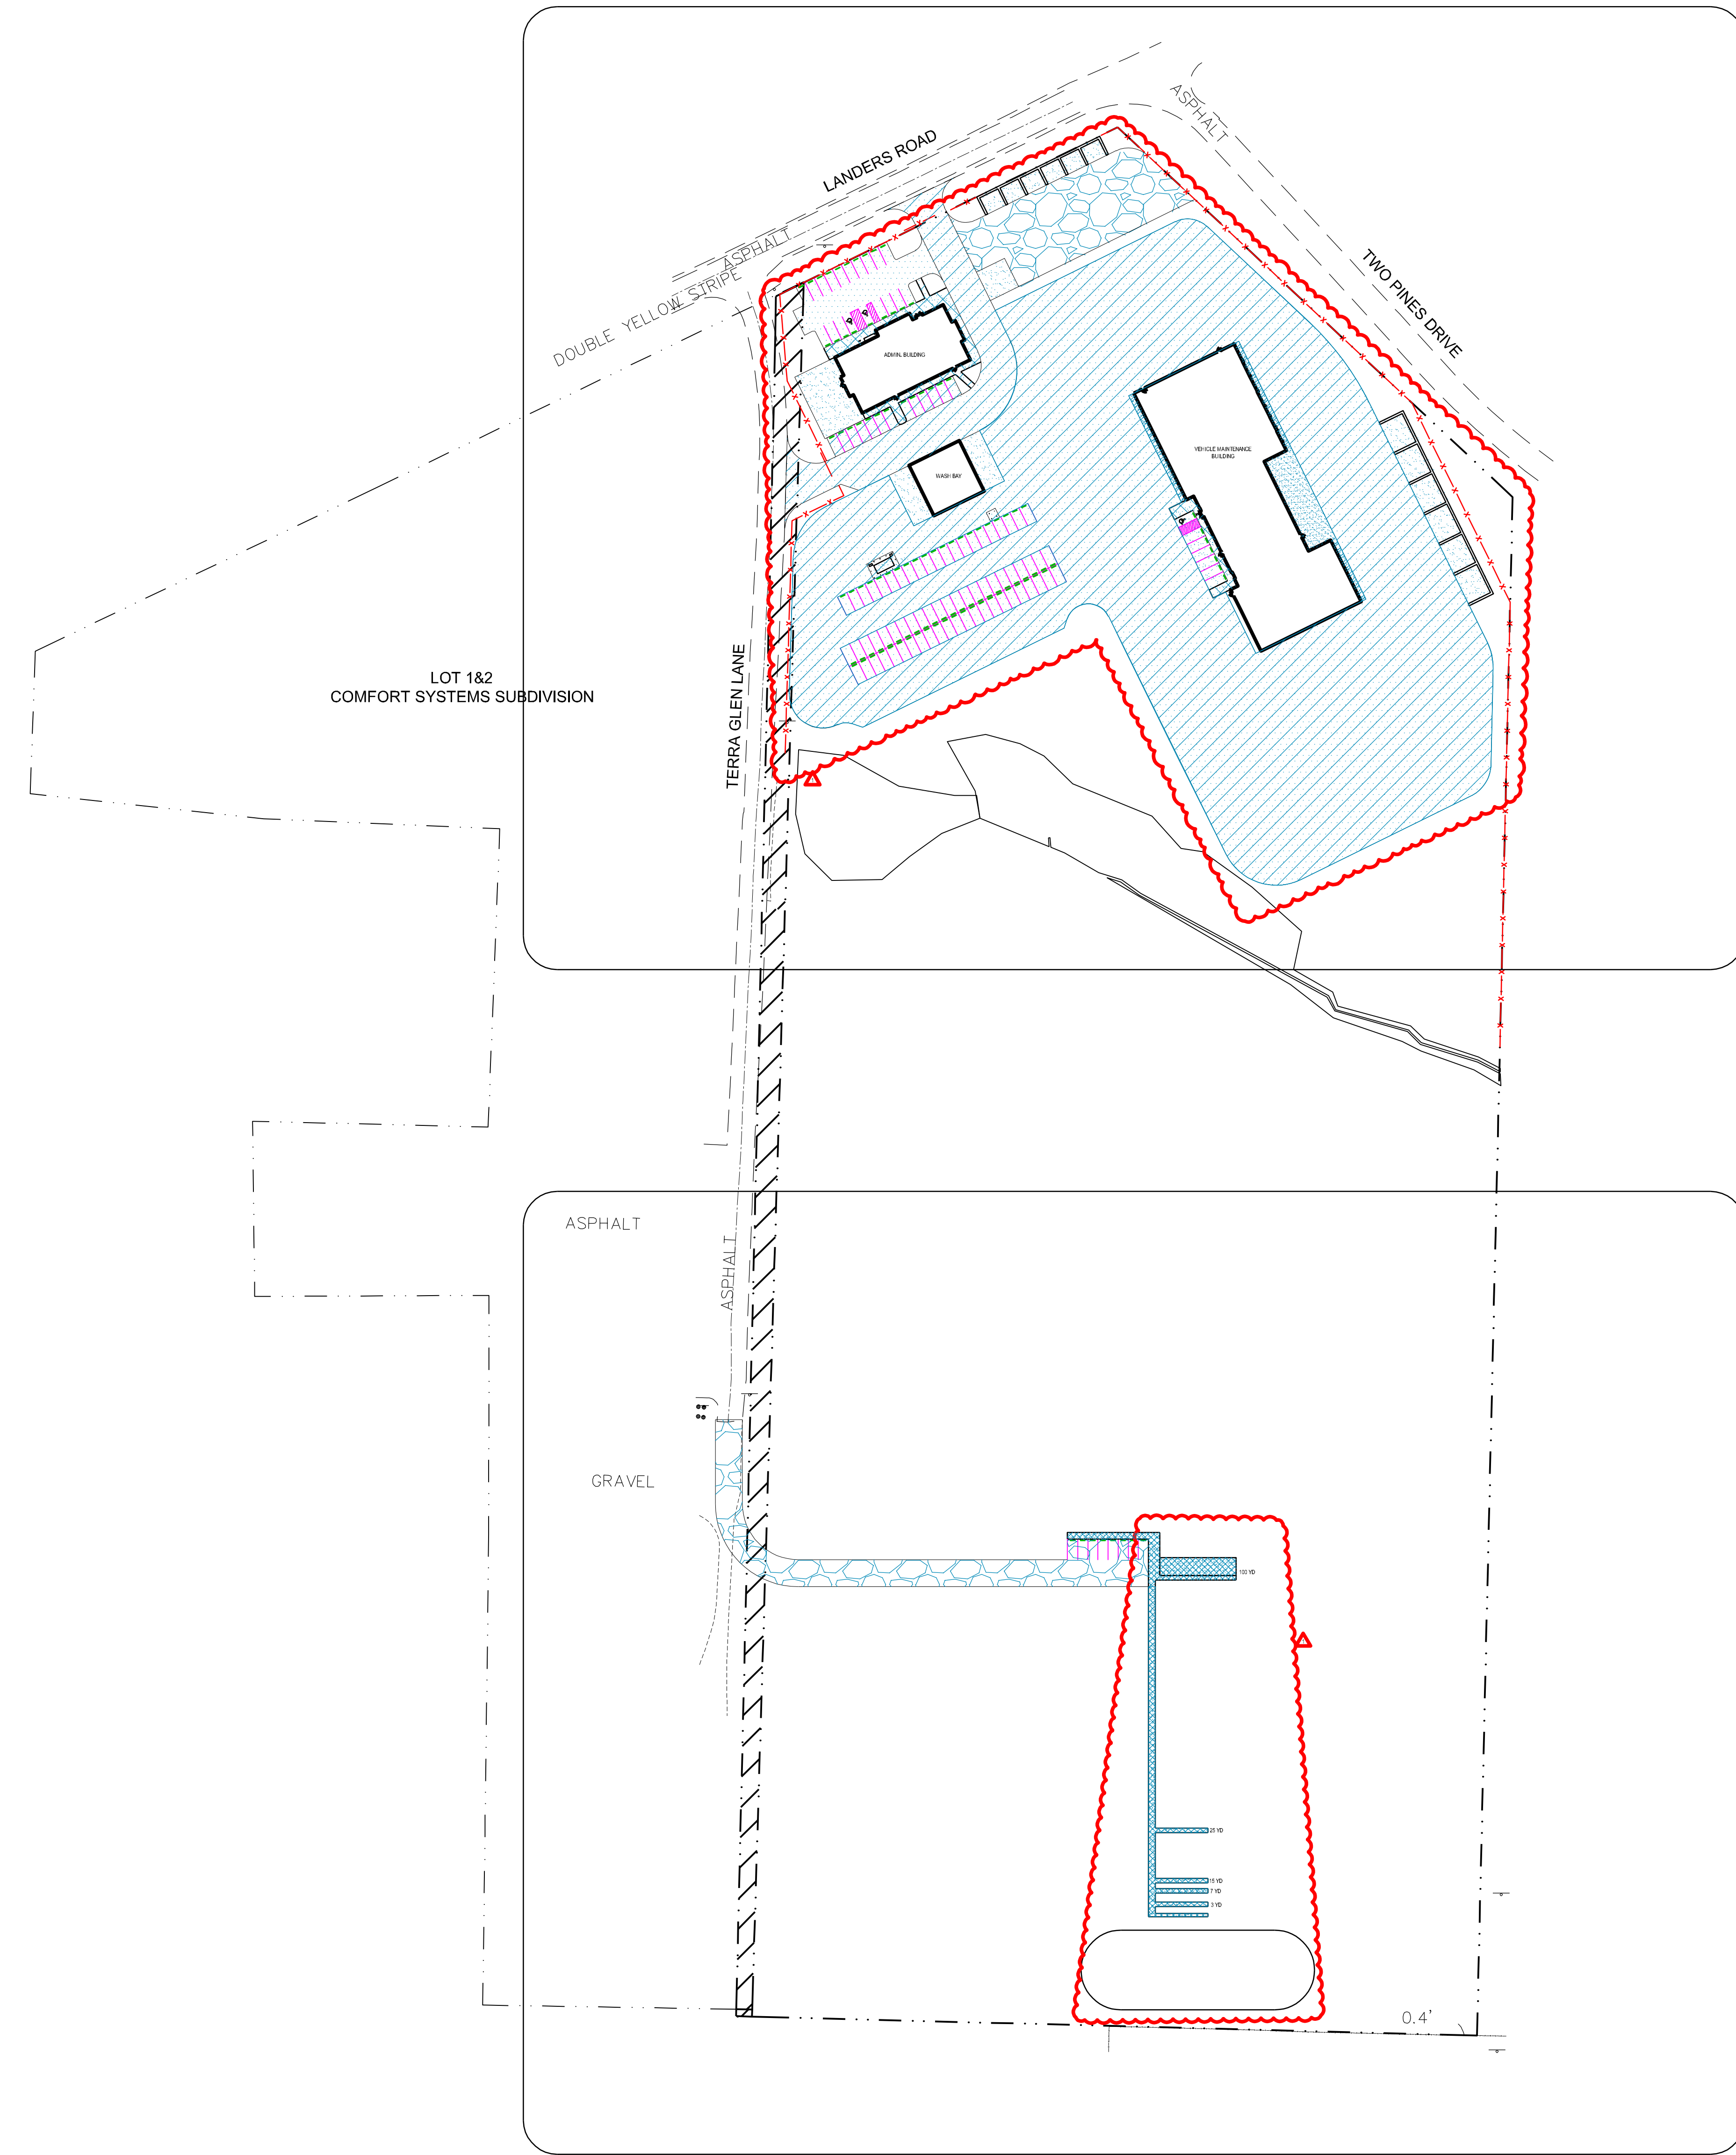 ASPHALT
LANDERS ROAD
ASPHALT
DOUBLE YELLOW STRIPE
TWO PINES DRIVE
ADMIN. BUILDING
VEHICLE MAINTENANCE
BUILDING
WASH BAY
LOT 1&2
COMFORT SYSTEMS SUBDIVISION
TERRA GLEN LANE
ASPHALT
ASPHALT
GRAVEL
100 YD
25 YD
15 YD
7 YD
3 YD
0.4'